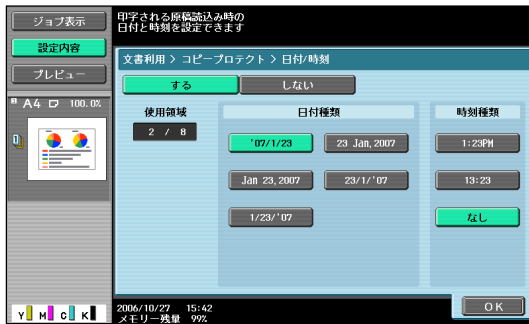 ジョブ表示
設定内容
プレビュー
A4 100.0%
1
Y M C K
印字される原稿読込み時の
日付と時刻を設定できます
文書利用 > コピープロテクト > 日付/時刻
する しない
使用領域
2 / 8
日付種類
'07/1/23 23 Jan,2007
Jan 23,2007 23/1/'07
1/23/'07
時刻種類
1:23PM
13:23
なし
2006/10/27 15:42
メモリー残量 99%
OK